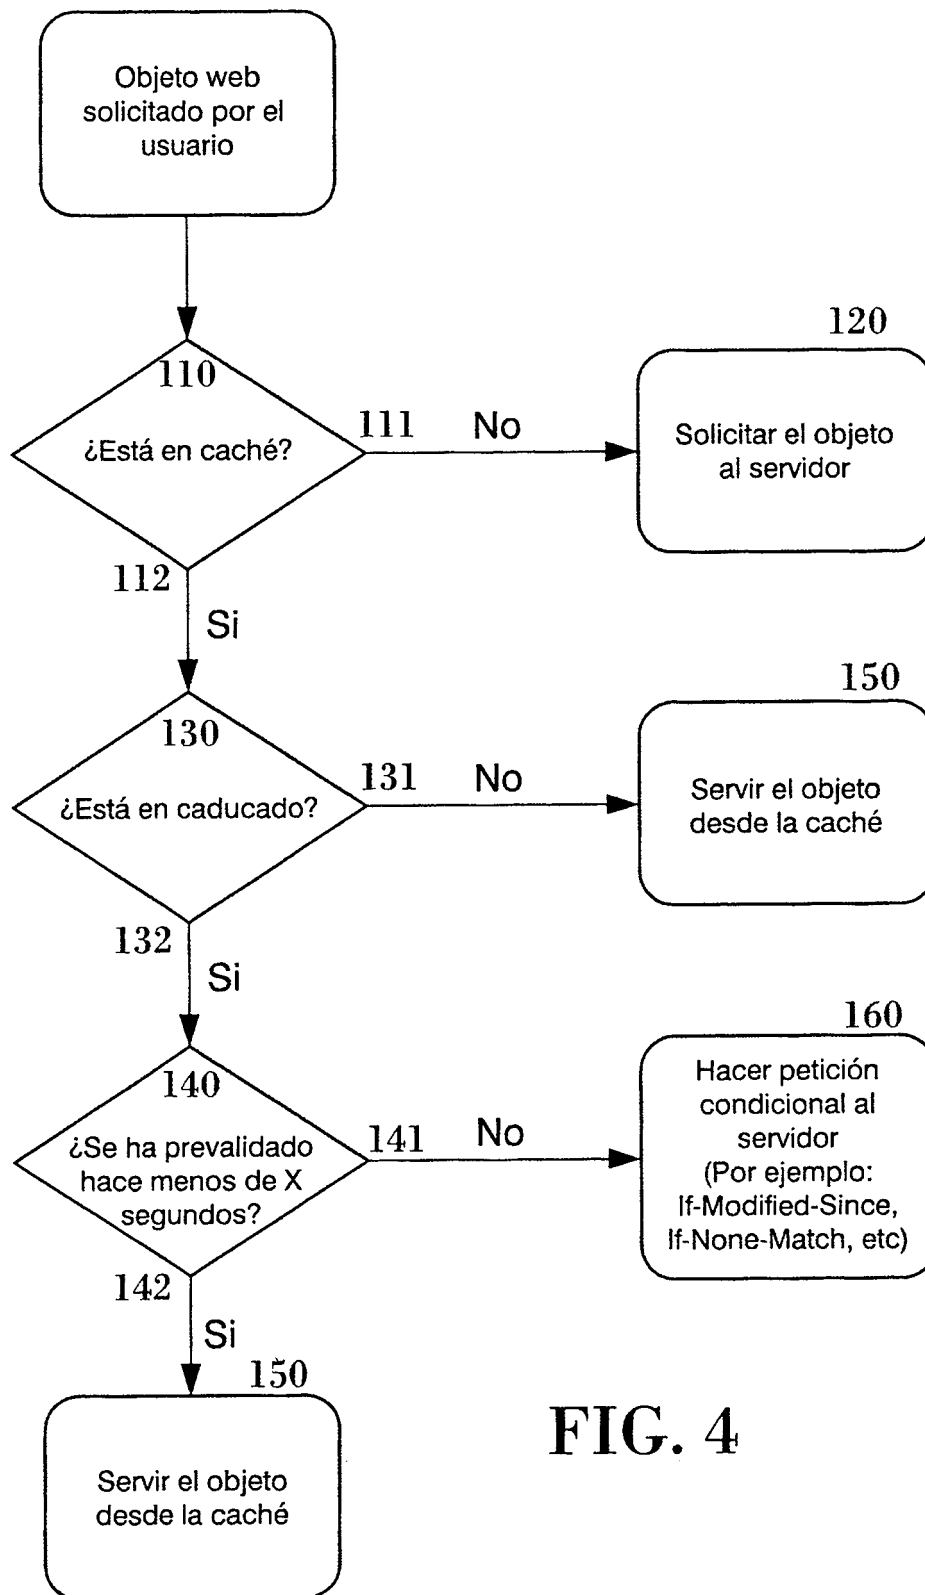 Objeto web
solicitado por el
usuario
110
¿Está en caché?
111
No
120
Solicitar el objeto
al servidor
112
Si
130
¿Está en caducado?
131
No
150
Servir el objeto
desde la caché
132
Si
140
¿Se ha prevalidado
hace menos de X
segundos?
141
No
160
Hacer petición
condicional al
servidor
(Por ejemplo:
If-Modified-Since,
If-None-Match, etc)
142
Si
150
Servir el objeto
desde la caché
FIG. 4